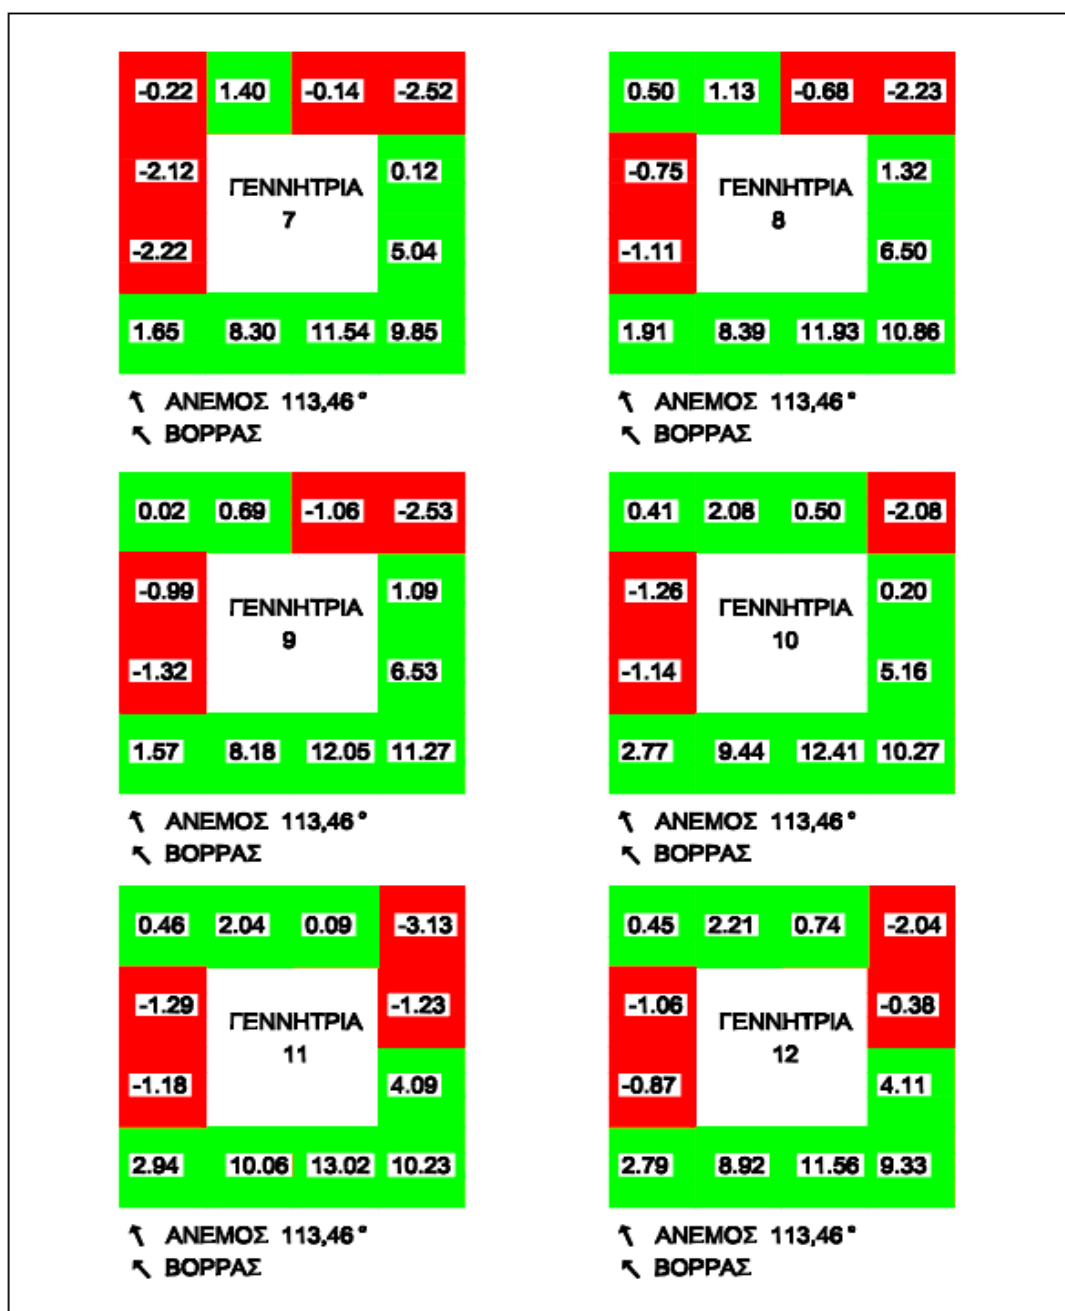 -0.22 1.40 -0.14 -2.52
-2.12 ΓΕΝΝΗΤΡΙΑ 0.12
7
-2.22 5.04
1.65 8.30 11.54 9.85
ΑΝΕΜΟΣ 113,46°
ΒΟΡΡΑΣ
0.50 1.13 -0.68 -2.23
-0.75 ΓΕΝΝΗΤΡΙΑ 1.32
8
-1.11 6.50
1.91 8.39 11.93 10.86
ΑΝΕΜΟΣ 113,46°
ΒΟΡΡΑΣ
0.02 0.69 -1.06 -2.53
-0.99 ΓΕΝΝΗΤΡΙΑ 1.09
9
-1.32 6.53
1.57 8.18 12.05 11.27
ΑΝΕΜΟΣ 113,46°
ΒΟΡΡΑΣ
0.41 2.08 0.50 -2.08
-1.26 ΓΕΝΝΗΤΡΙΑ 0.20
10
-1.14 5.16
2.77 9.44 12.41 10.27
ΑΝΕΜΟΣ 113,46°
ΒΟΡΡΑΣ
0.46 2.04 0.09 -3.13
-1.29 ΓΕΝΝΗΤΡΙΑ -1.23
11
-1.18 4.09
2.94 10.06 13.02 10.23
ΑΝΕΜΟΣ 113,46°
ΒΟΡΡΑΣ
0.45 2.21 0.74 -2.04
-1.06 ΓΕΝΝΗΤΡΙΑ -0.38
12
-0.87 4.11
2.79 8.92 11.56 9.33
ΑΝΕΜΟΣ 113,46°
ΒΟΡΡΑΣ